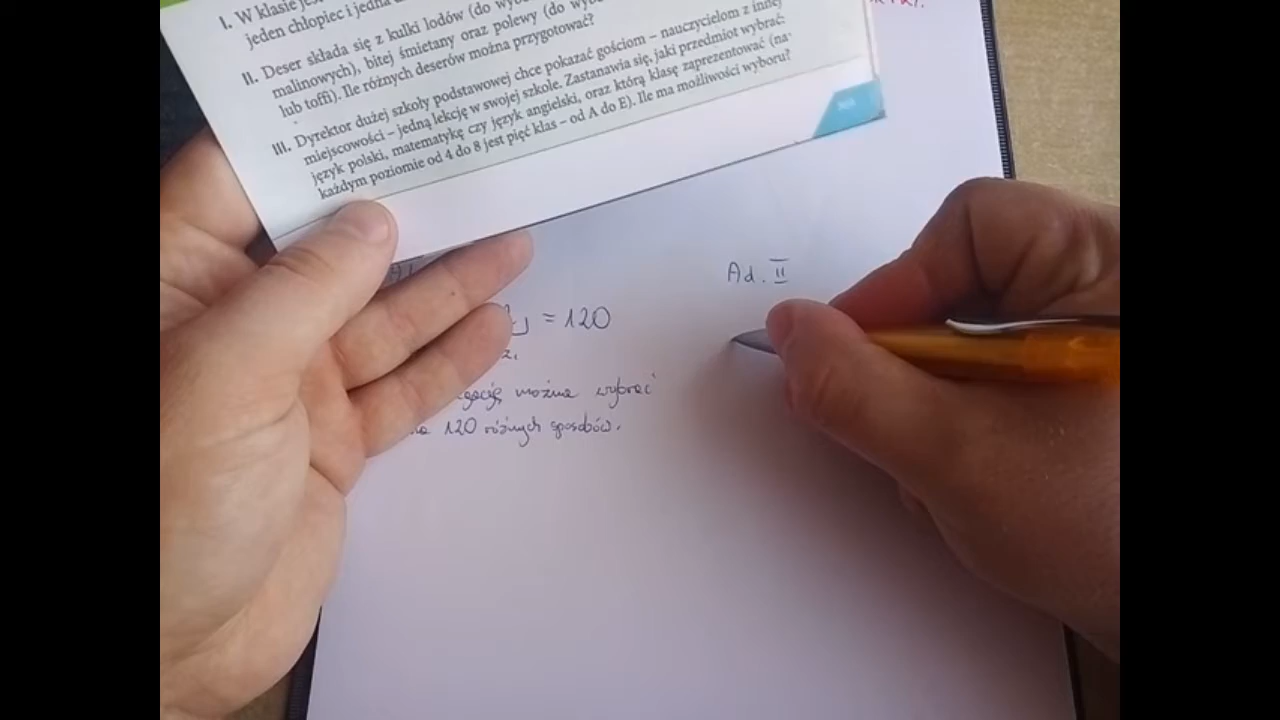 I. W klasie jes
jeden chłopiec i jedna
II. Deser składa się z kulki lodów (do wybo
malinowych), bitej śmietany oraz polewy (do wybo
lub toffi). Ile różnych deserów można przygotować?
III. Dyrektor dużej szkoły podstawowej chce pokazać gościom – nauczycielom z innej
miejscowości – jedną lekcję w swojej szkole. Zastanawia się, jaki przedmiot wybrać:
język polski, matematykę czy język angielski, oraz którą klasę zaprezentować (na
każdym poziomie od 4 do 8 jest pięć klas – od A do E). Ile ma możliwości wyboru?
= 120
z.
można wybrać
120 różnych sposobów.
Ad. II